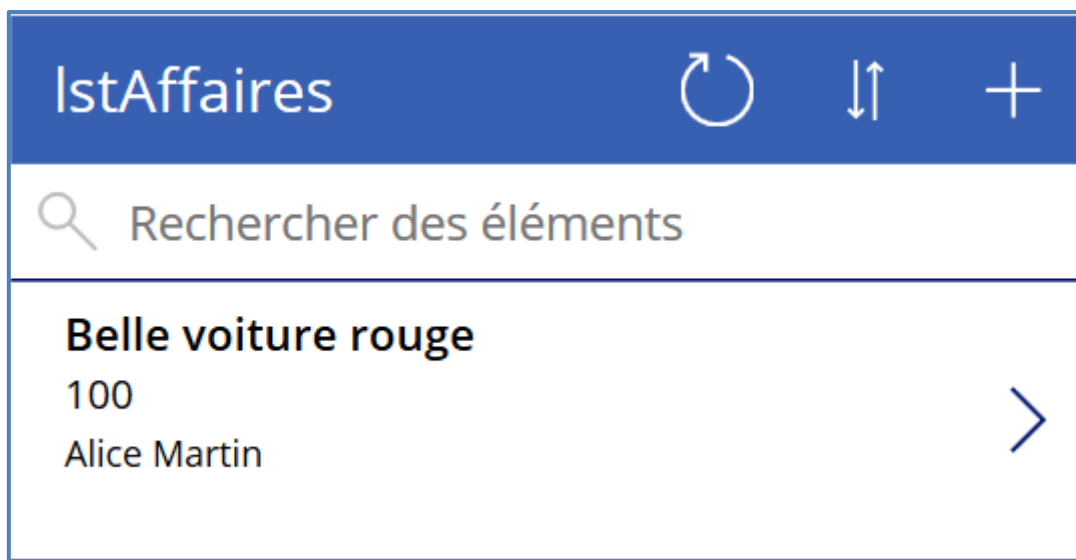 lstAffaires
Rechercher des éléments
Belle voiture rouge
100
Alice Martin